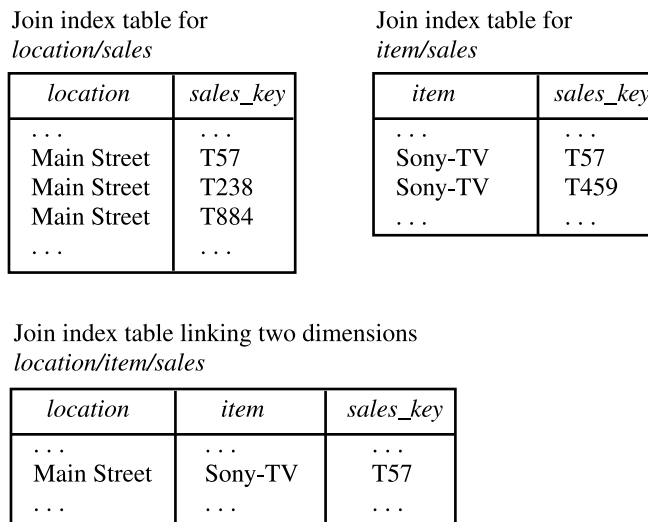 Join index table for
location/sales
location sales_key
. . . . . .
Main Street T57
Main Street T238
Main Street T884
. . . . . .
Join index table for
item/sales
item sales_key
. . . . . .
Sony-TV T57
Sony-TV T459
. . . . . .
Join index table linking two dimensions
location/item/sales
location item sales_key
. . . . . . . . .
Main Street Sony-TV T57
. . . . . . . . .